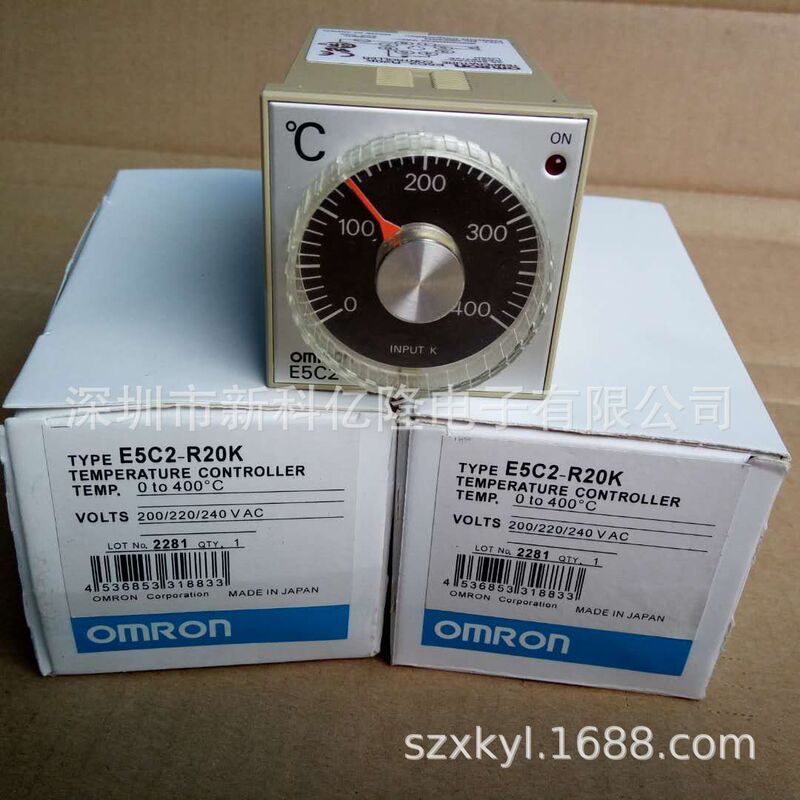 °C
ON
200
100
300
0
400
INPUT K
omron
E5C2
深圳市新科亿隆电子有限公司
TYPE E5C2-R20K
TEMPERATURE CONTROLLER
TEMP. 0 to 400°C
VOLTS 200/220/240 V AC
LOT No. 2281 QTY. 1
4 536853 318833
OMRON Corporation MADE IN JAPAN
OMRON
TYPE E5C2-R20K
TEMPERATURE CONTROLLER
TEMP. 0 to 400°C
VOLTS 200/220/240 V AC
LOT No. 2281 QTY. 1
4 536853 318833
OMRON Corporation MADE IN JAPAN
OMRON
szxkyl.1688.com